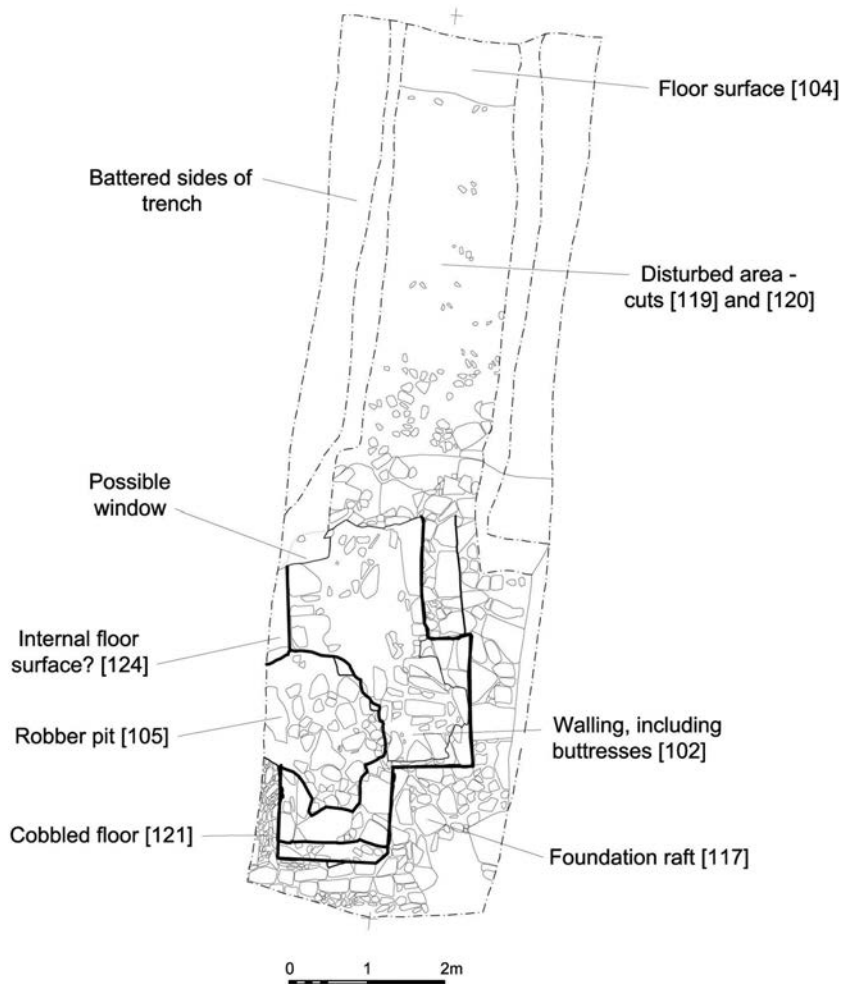 Floor surface [104]
Battered sides of
trench
Disturbed area -
cuts [119] and [120]
Possible
window
Internal floor
surface? [124]
Robber pit [105]
Walling, including
buttresses [102]
Cobbled floor [121]
Foundation raft [117]
0 1 2m